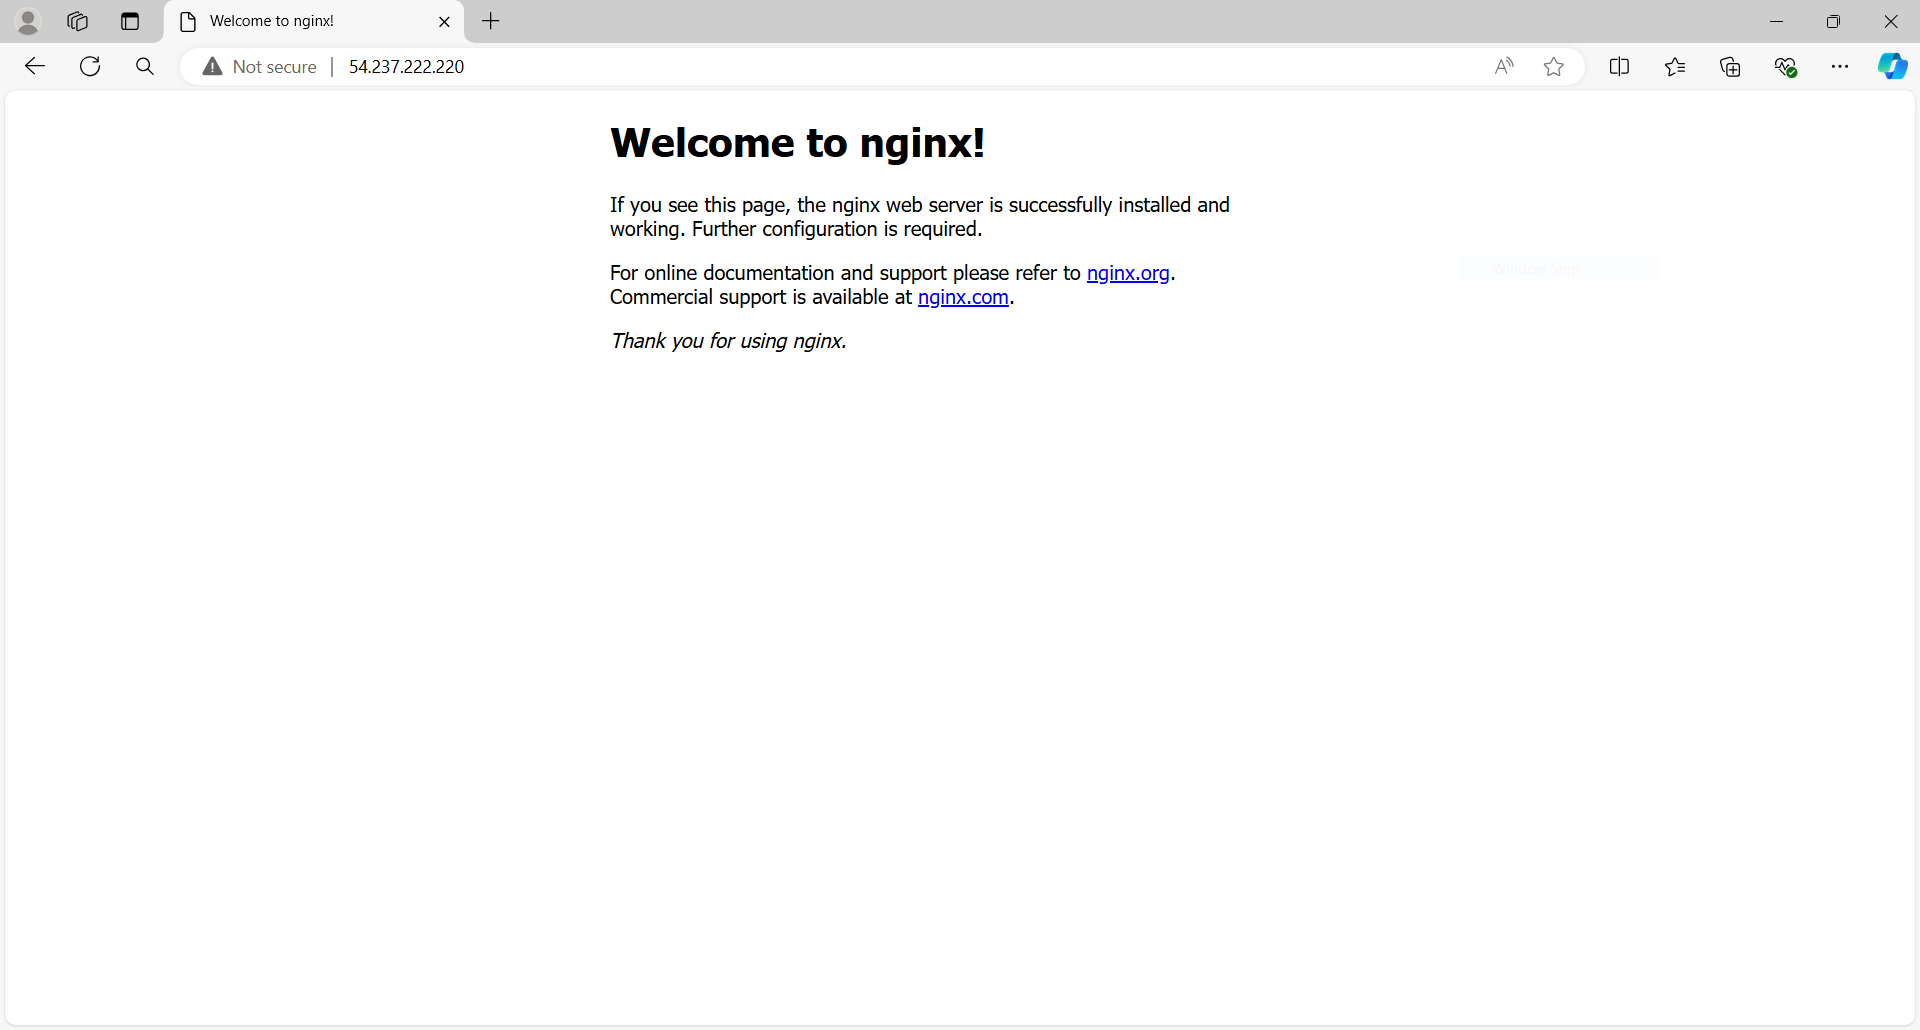 Welcome to nginx!
Not secure
54.237.222.220
Welcome to nginx!
If you see this page, the nginx web server is successfully installed and
working. Further configuration is required.
For online documentation and support please refer to nginx.org.
Commercial support is available at nginx.com.
Thank you for using nginx.
Window Snip